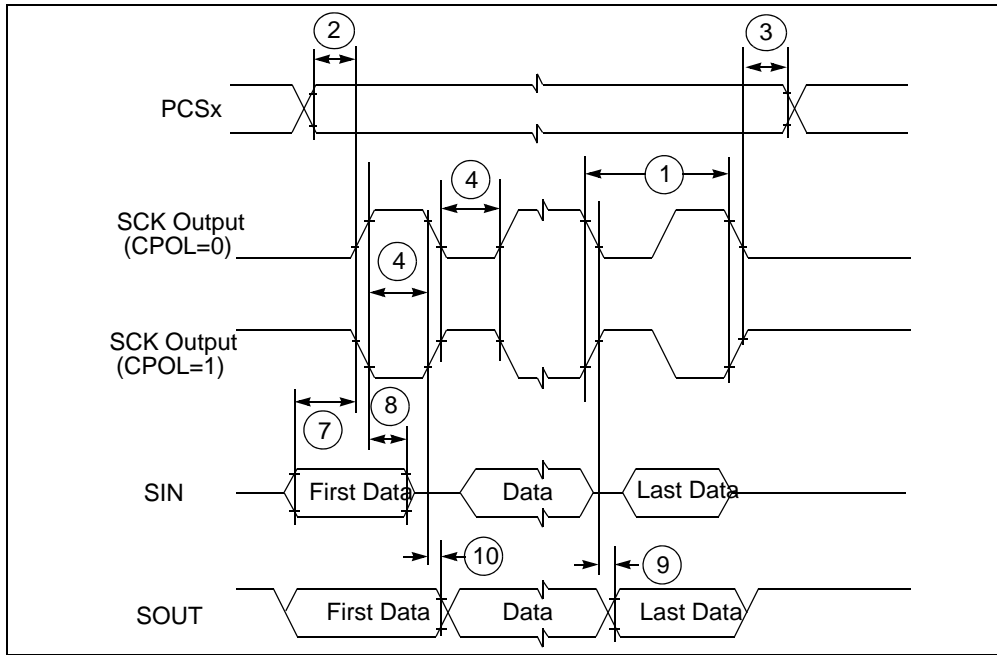 2
3
PCSx
4
1
SCK Output
(CPOL=0)
4
SCK Output
(CPOL=1)
7
8
SIN
First Data
Data
Last Data
10
9
SOUT
First Data
Data
Last Data